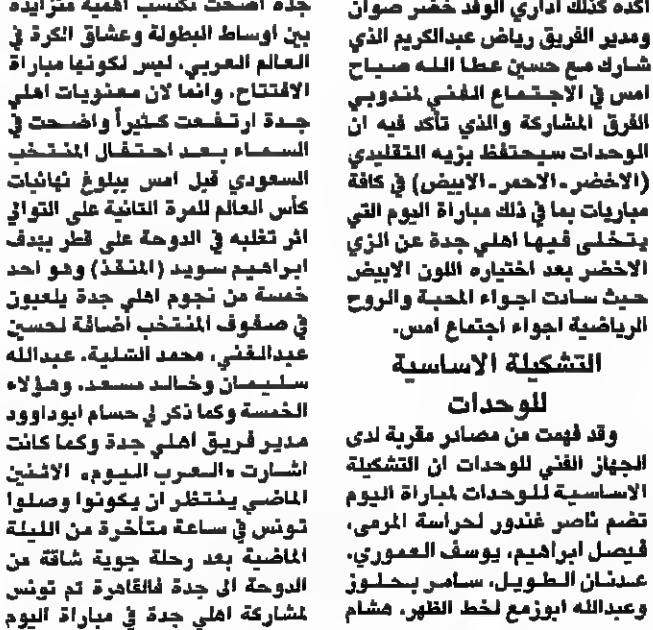 اكده كذلك اداري الوفد خضر صوان
ومدير الفريق رياض عبدالكريم الذي
شارك مع حسين عطا الله صباح
امس في الاجتماع الفني لمندوبي
الفرق المشاركة والذي تأكد فيه ان
الوحدات سيحتفظ بزيه التقليدي
(الاخضر - الاحمر - الابيض) في كافة
مباريات بما في ذلك مباراة اليوم التي
يتخلى فيها اهلي جدة عن الزي
الاخضر بعد اختياره اللون الابيض
حيث سادت اجواء المحبة والروح
الرياضية اجواء اجتماع امس.
التشكيلة الاساسية
للوحدات
وقد فهمت من مصادر مقربة لدى
الجهاز الفني للوحدات ان التشكيلة
الاساسية للوحدات لمباراة اليوم
تضم ناصر غندور لحراسة المرمى،
فيصل ابراهيم، يوسف العموري،
عدنان الطويل، سامر بحلوز
وعبدالله ابوزمع لخط الظهر، هشام
جدة اضحت تكتسب اهمية متزايدة
بين اوساط البطولة وعشاق الكرة في
العالم العربي، ليس لكونها مباراة
الافتتاح، وانما لان معنويات اهلي
جدة ارتفعت كثيراً واضحت في
السماء بعد احتفال المنتخب
السعودي قبل امس ببلوغ نهائيات
كأس العالم للمرة الثانية على التوالي
اثر تغلبه في الدوحة على قطر بهدف
ابراهيم سويد (المنقذ) وهو احد
خمسة من نجوم اهلي جدة يلعبون
في صفوف المنتخب اضافة لحسين
عبدالغني، محمد الشلية، عبدالله
سليمان وخالد مسعد، وهؤلاء
الخمسة وكما ذكر لي حسام ابوداوود
مدير فريق اهلي جدة وكما كانت
اشارت «العرب اليوم» الاثنين
الماضي ينتظر ان يكونوا وصلوا
تونس في ساعة متأخرة من الليلة
الماضية بعد رحلة جوية شاقة من
الدوحة الى جدة فالقاهرة ثم تونس
لمشاركة اهلي جدة في مباراة اليوم